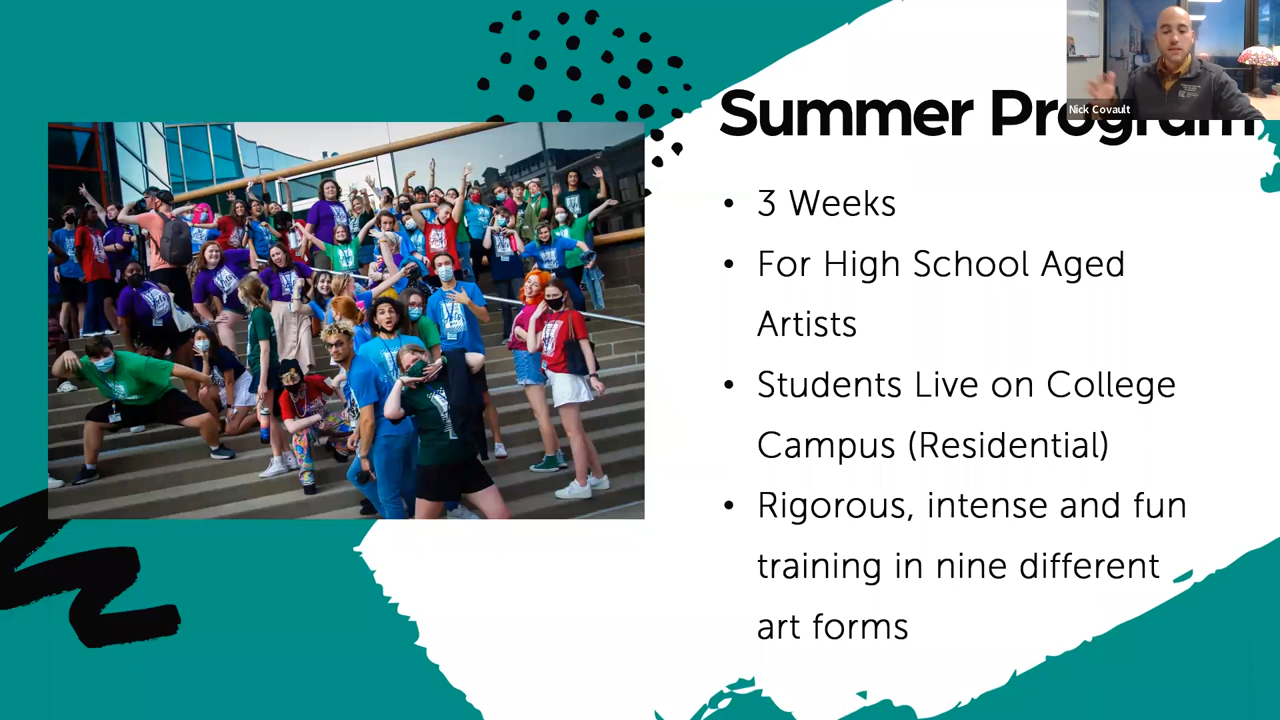 Summer Program
Nick Covault
• 3 Weeks
• For High School Aged
Artists
• Students Live on College
Campus (Residential)
• Rigorous, intense and fun
training in nine different
art forms